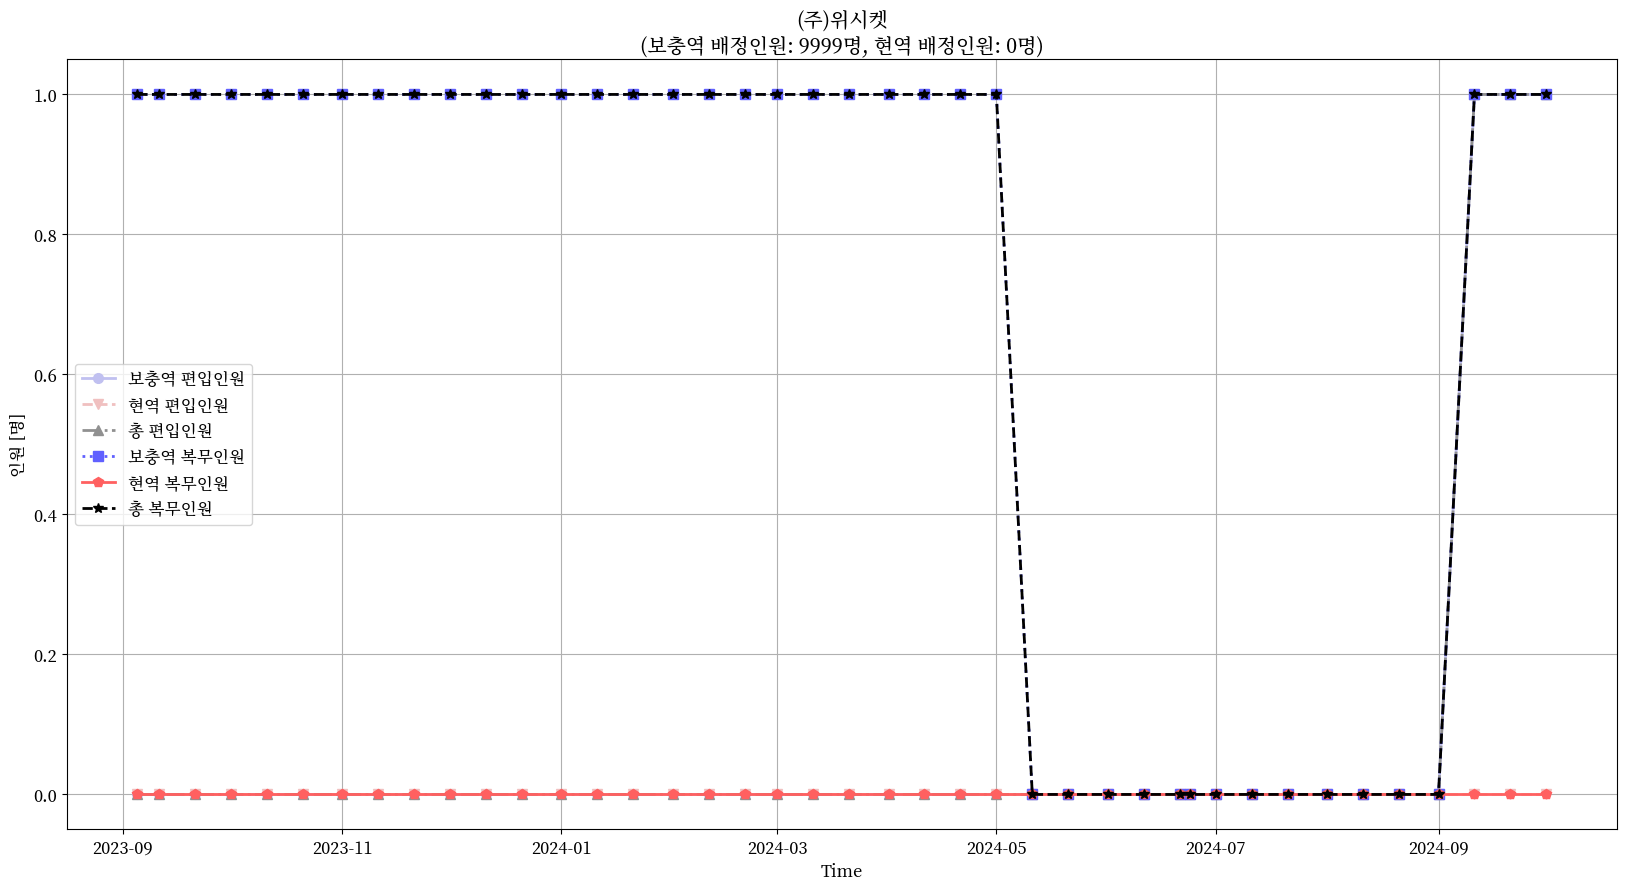 (주)위시켓
(보충역 배정인원: 9999명, 현역 배정인원: 0명)
1.0
0.8
0.6
0.4
0.2
0.0
인원 [명]
보충역 편입인원
현역 편입인원
총 편입인원
보충역 복무인원
현역 복무인원
총 복무인원
2023-09 2023-11 2024-01 2024-03 2024-05 2024-07 2024-09
Time